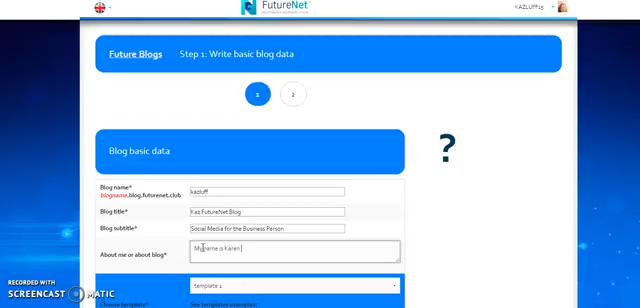 FutureNet
KAZLUFF15
Future Blogs Step 1: Write basic blog data
1 2
Blog basic data
?
Blog name* kazluff
blogname.blog.futurenet.club
Blog title* Kaz FutureNet Blog
Blog subtitle* Social Media for the Business Person
About me or about blog* My name is Karen
template 1
Choose template* See templates examples:
RECORDED WITH
SCREENCAST MATIC